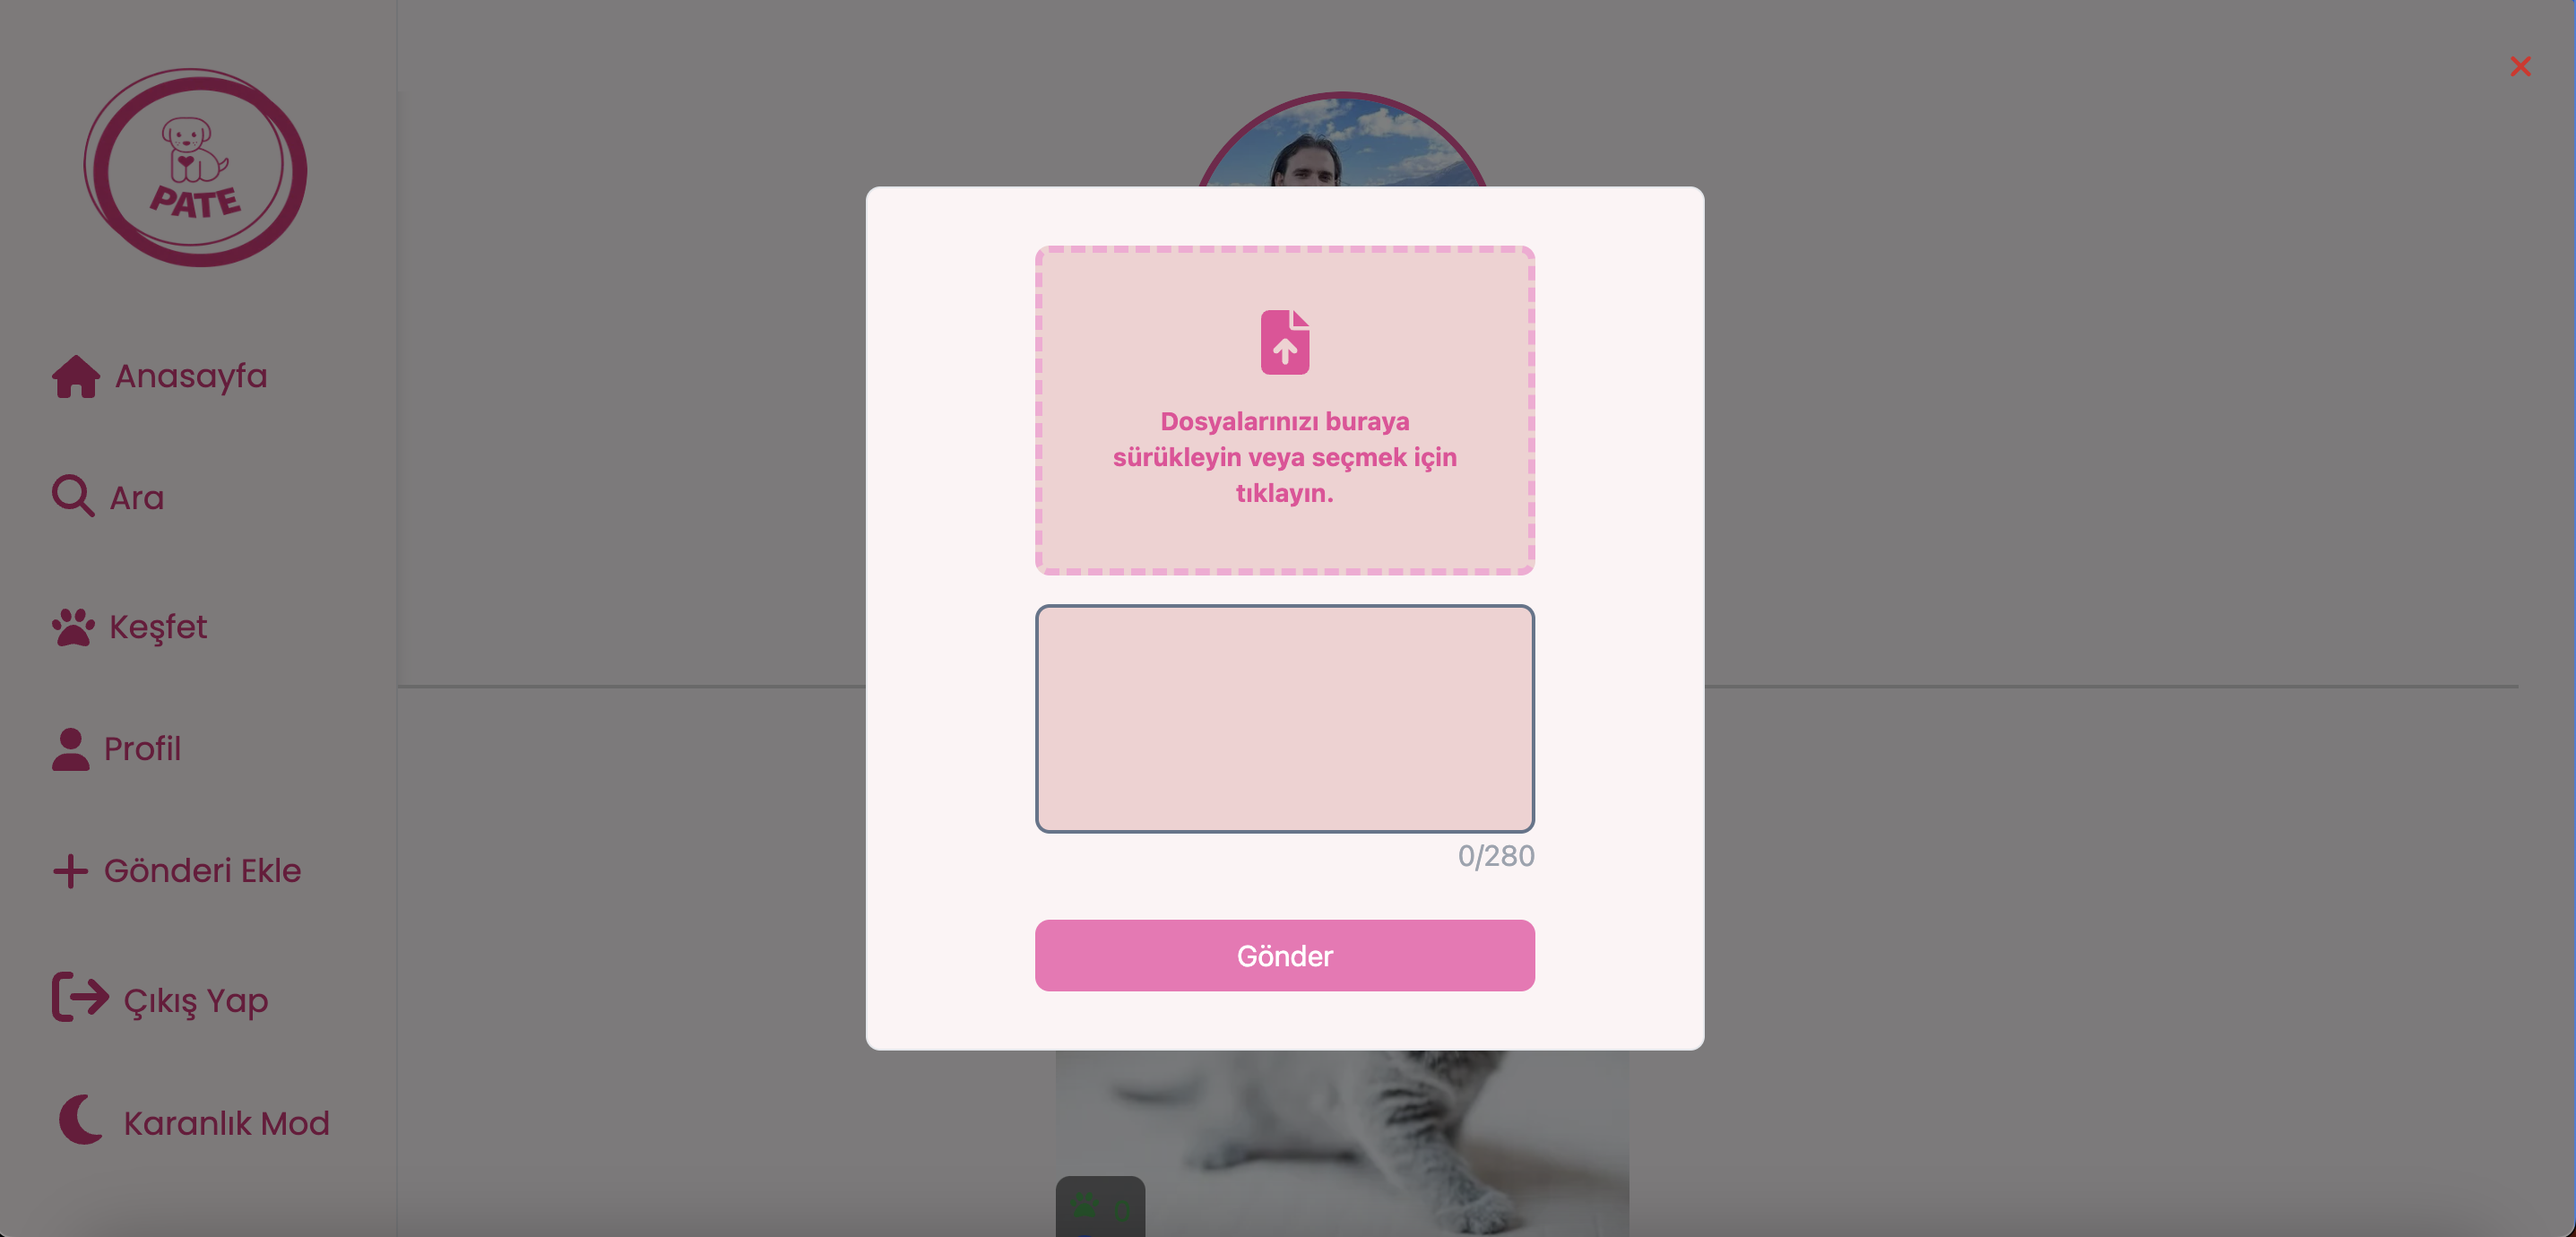 PATE
Anasayfa
Ara
Keşfet
Profil
Gönderi Ekle
Çıkış Yap
Karanlık Mod
Dosyalarınızı buraya
sürükleyin veya seçmek için
tıklayın.
0/280
Gönder